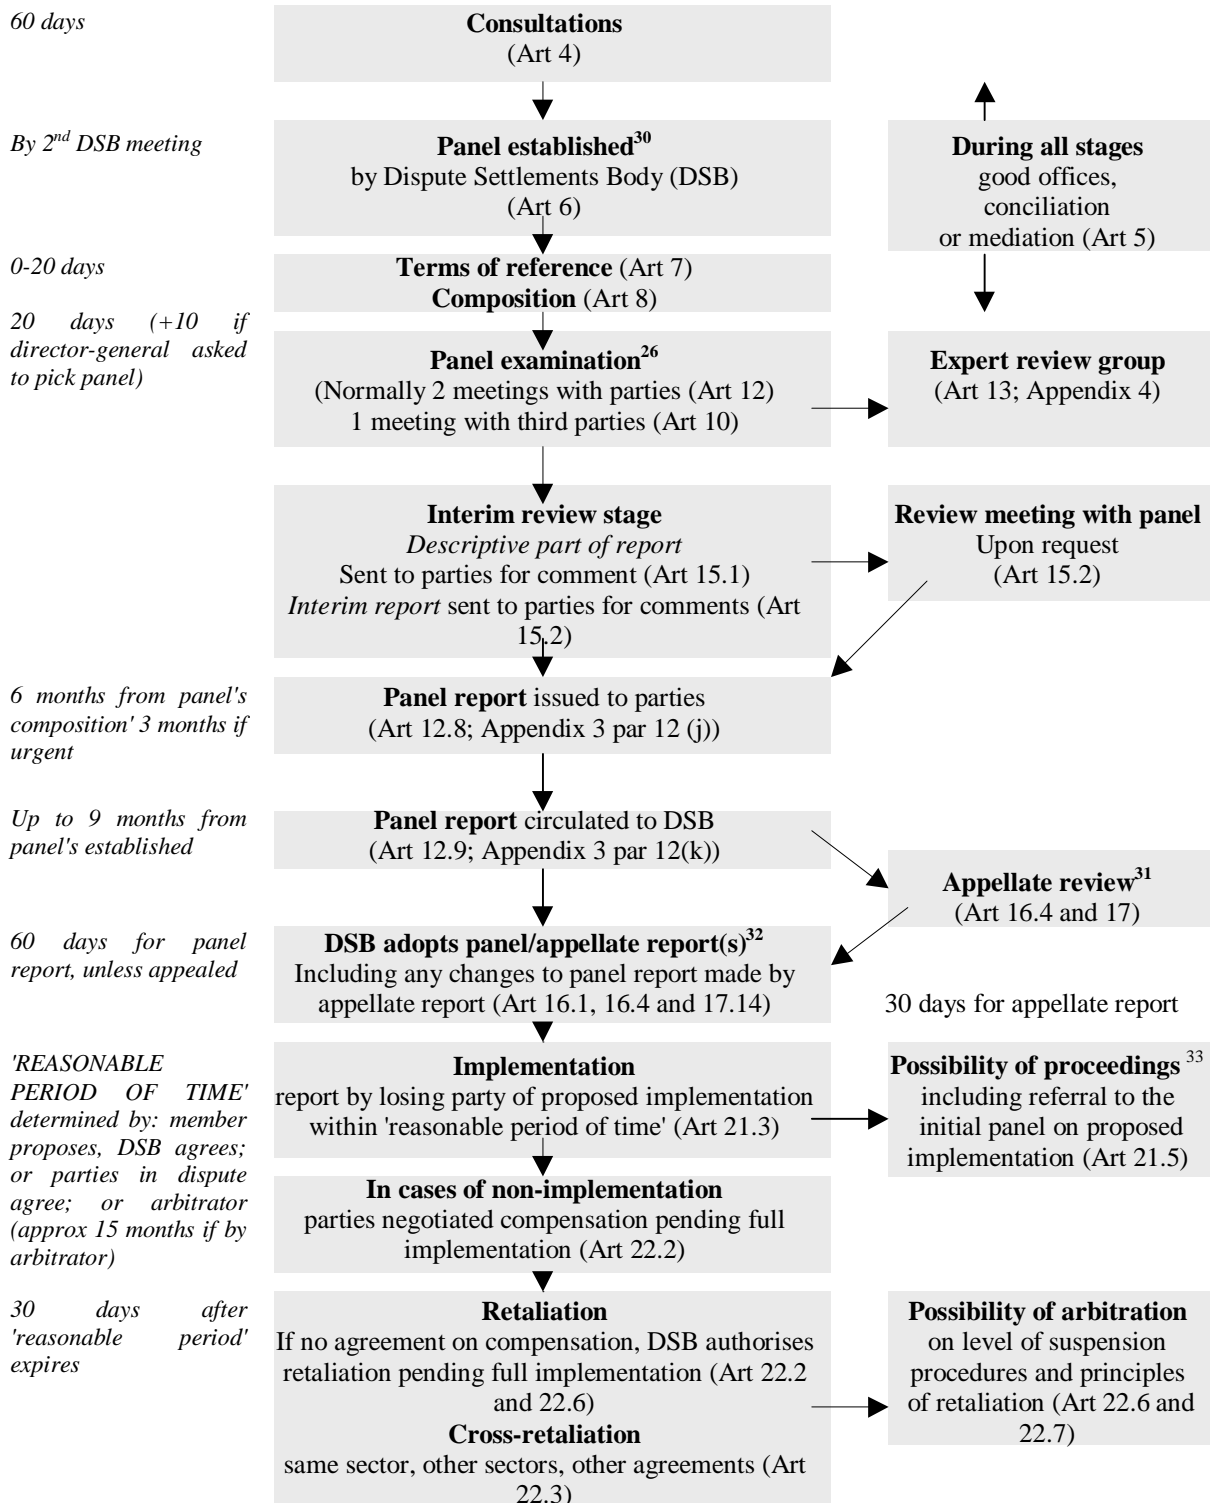 60 days
Consultations
(Art 4)
By 2nd DSB meeting
Panel established30
by Dispute Settlements Body (DSB)
(Art 6)
During all stages
good offices,
conciliation
or mediation (Art 5)
0-20 days
Terms of reference (Art 7)
Composition (Art 8)
20 days (+10 if
director-general asked
to pick panel)
Panel examination26
(Normally 2 meetings with parties (Art 12)
1 meeting with third parties (Art 10)
Expert review group
(Art 13; Appendix 4)
Interim review stage
Descriptive part of report
Sent to parties for comment (Art 15.1)
Interim report sent to parties for comments (Art
15.2)
Review meeting with panel
Upon request
(Art 15.2)
6 months from panel's
composition' 3 months if
urgent
Panel report issued to parties
(Art 12.8; Appendix 3 par 12 (j))
Up to 9 months from
panel's established
Panel report circulated to DSB
(Art 12.9; Appendix 3 par 12(k))
Appellate review31
(Art 16.4 and 17)
60 days for panel
report, unless appealed
DSB adopts panel/appellate report(s)32
Including any changes to panel report made by
appellate report (Art 16.1, 16.4 and 17.14)
30 days for appellate report
'REASONABLE
PERIOD OF TIME'
determined by: member
proposes, DSB agrees;
or parties in dispute
agree; or arbitrator
(approx 15 months if by
arbitrator)
Implementation
report by losing party of proposed implementation
within 'reasonable period of time' (Art 21.3)
Possibility of proceedings 33
including referral to the
initial panel on proposed
implementation (Art 21.5)
In cases of non-implementation
parties negotiated compensation pending full
implementation (Art 22.2)
30 days after
'reasonable period'
expires
Retaliation
If no agreement on compensation, DSB authorises
retaliation pending full implementation (Art 22.2
and 22.6)
Cross-retaliation
same sector, other sectors, other agreements (Art
22.3)
Possibility of arbitration
on level of suspension
procedures and principles
of retaliation (Art 22.6 and
22.7)